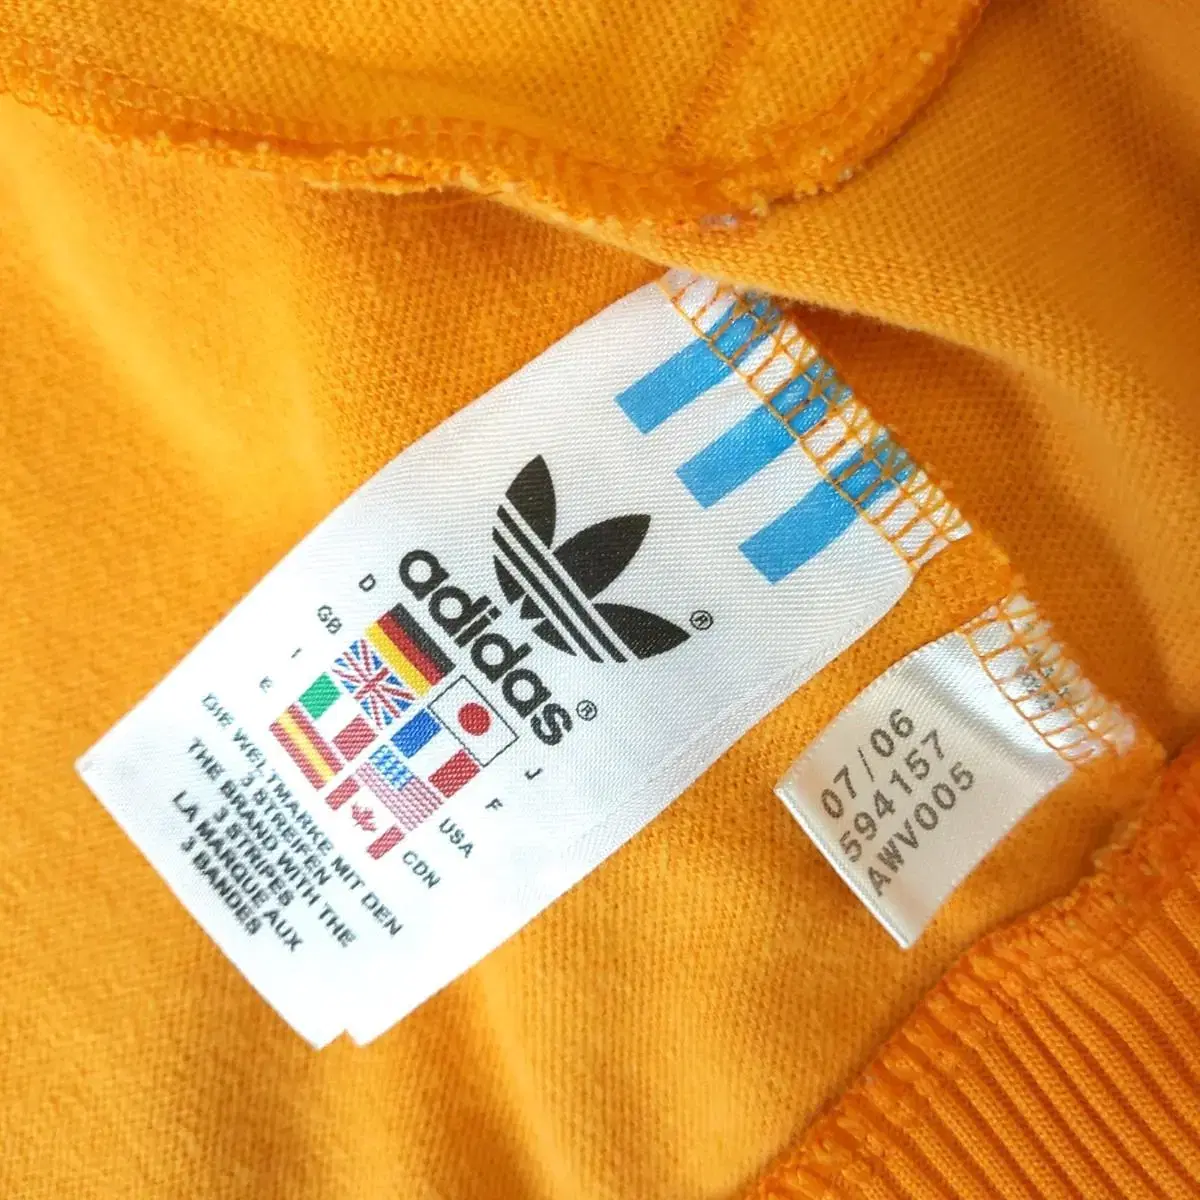 adidas
®
®
D
GB
I
E
J
F
USA
CDN
DIE WELTMARKE MIT DEN
3 STREIFEN
THE BRAND WITH THE
3 STRIPES
LA MARQUE AUX
3 BANDES
07/06
594157
AWV005